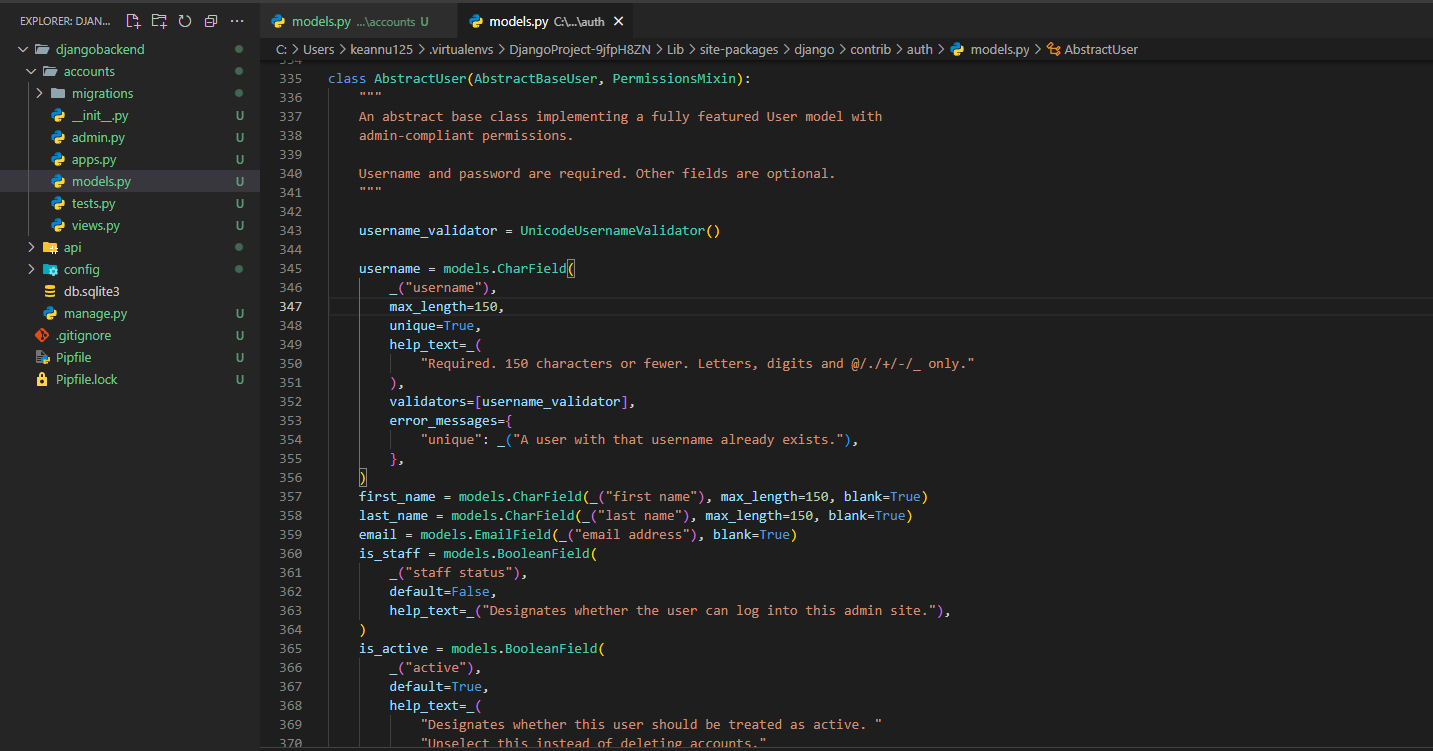 EXPLORER: DJAN...
djangobackend
accounts
migrations
__init__.py U
admin.py U
apps.py U
models.py U
tests.py U
views.py U
api
config
db.sqlite3
manage.py U
.gitignore U
Pipfile U
Pipfile.lock U
models.py ...\accounts U
models.py C:\...\auth
C: > Users > keannu125 > .virtualenvs > DjangoProject-9jfpH8ZN > Lib > site-packages > django > contrib > auth > models.py > AbstractUser
334
335 class AbstractUser(AbstractBaseUser, PermissionsMixin):
336 """
337 An abstract base class implementing a fully featured User model with
338 admin-compliant permissions.
339
340 Username and password are required. Other fields are optional.
341 """
342
343 username_validator = UnicodeUsernameValidator()
344
345 username = models.CharField(
346 _("username"),
347 max_length=150,
348 unique=True,
349 help_text=_(
350 "Required. 150 characters or fewer. Letters, digits and @/./+/-/_ only."
351 ),
352 validators=[username_validator],
353 error_messages={
354 "unique": _("A user with that username already exists."),
355 },
356 )
357 first_name = models.CharField(_("first name"), max_length=150, blank=True)
358 last_name = models.CharField(_("last name"), max_length=150, blank=True)
359 email = models.EmailField(_("email address"), blank=True)
360 is_staff = models.BooleanField(
361 _("staff status"),
362 default=False,
363 help_text=_("Designates whether the user can log into this admin site."),
364 )
365 is_active = models.BooleanField(
366 _("active"),
367 default=True,
368 help_text=_(
369 "Designates whether this user should be treated as active. "
370 "Unselect this instead of deleting accounts."